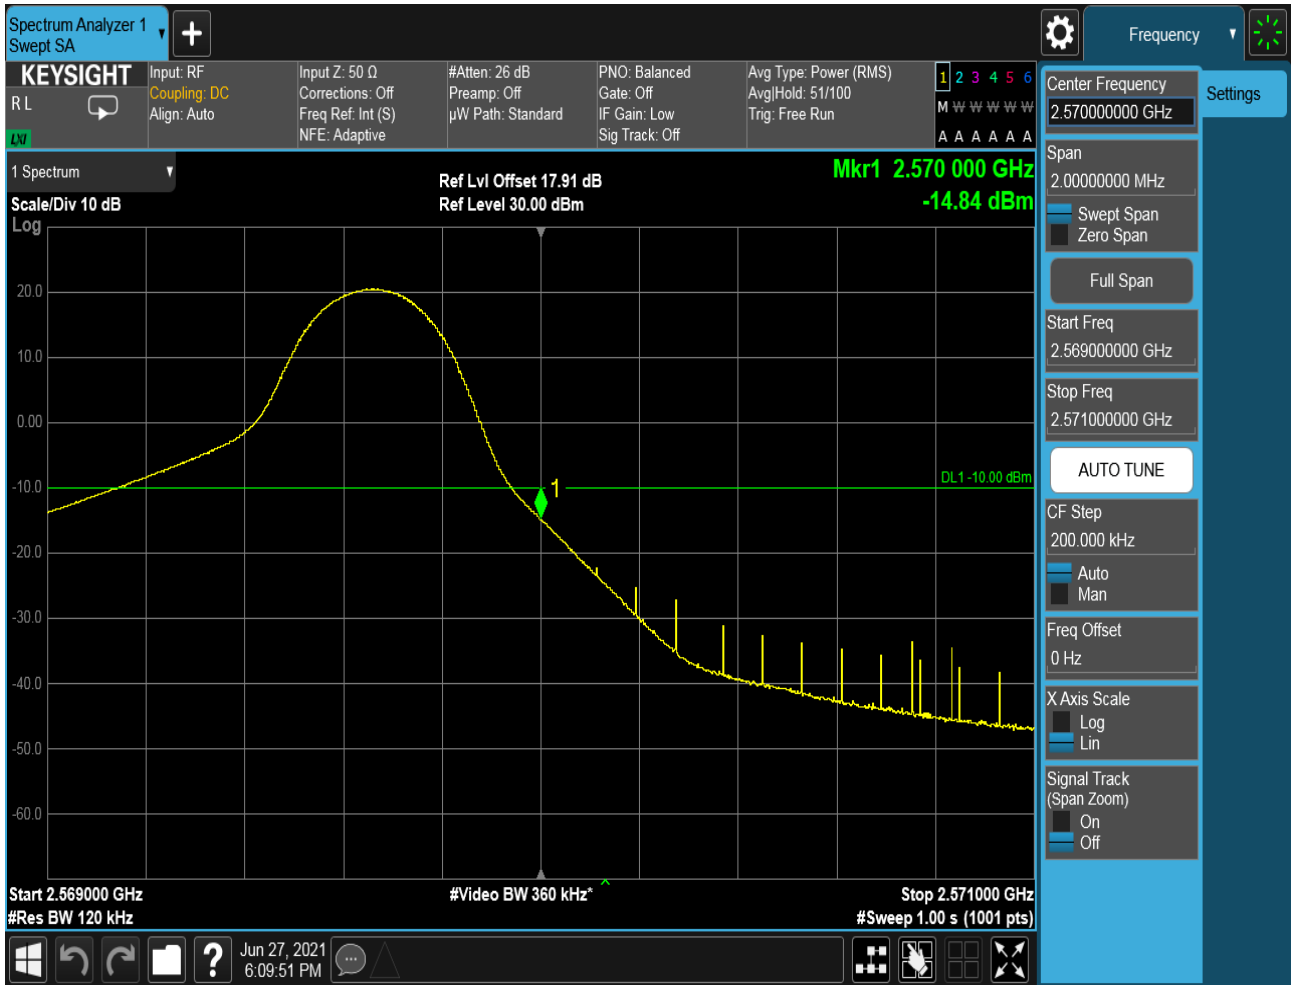 Spectrum Analyzer 1
Swept SA
Frequency
KEYSIGHT
R L
LXI
Input: RF
Coupling: DC
Align: Auto
Input Z: 50 Ω
Corrections: Off
Freq Ref: Int (S)
NFE: Adaptive
#Atten: 26 dB
Preamp: Off
µW Path: Standard
PNO: Balanced
Gate: Off
IF Gain: Low
Sig Track: Off
Avg Type: Power (RMS)
Avg|Hold: 51/100
Trig: Free Run
1 2 3 4 5 6
M W W W W W
A A A A A A
1 Spectrum
Scale/Div 10 dB
Log
Ref Lvl Offset 17.91 dB
Ref Level 30.00 dBm
Mkr1 2.570 000 GHz
-14.84 dBm
20.0
10.0
0.00
-10.0
-20.0
-30.0
-40.0
-50.0
-60.0
1
DL1 -10.00 dBm
Start 2.569000 GHz
#Res BW 120 kHz
#Video BW 360 kHz*
Stop 2.571000 GHz
#Sweep 1.00 s (1001 pts)
Center Frequency
2.570000000 GHz
Settings
Span
2.00000000 MHz
Swept Span
Zero Span
Full Span
Start Freq
2.569000000 GHz
Stop Freq
2.571000000 GHz
AUTO TUNE
CF Step
200.000 kHz
Auto
Man
Freq Offset
0 Hz
X Axis Scale
Log
Lin
Signal Track
(Span Zoom)
On
Off
?
Jun 27, 2021
6:09:51 PM